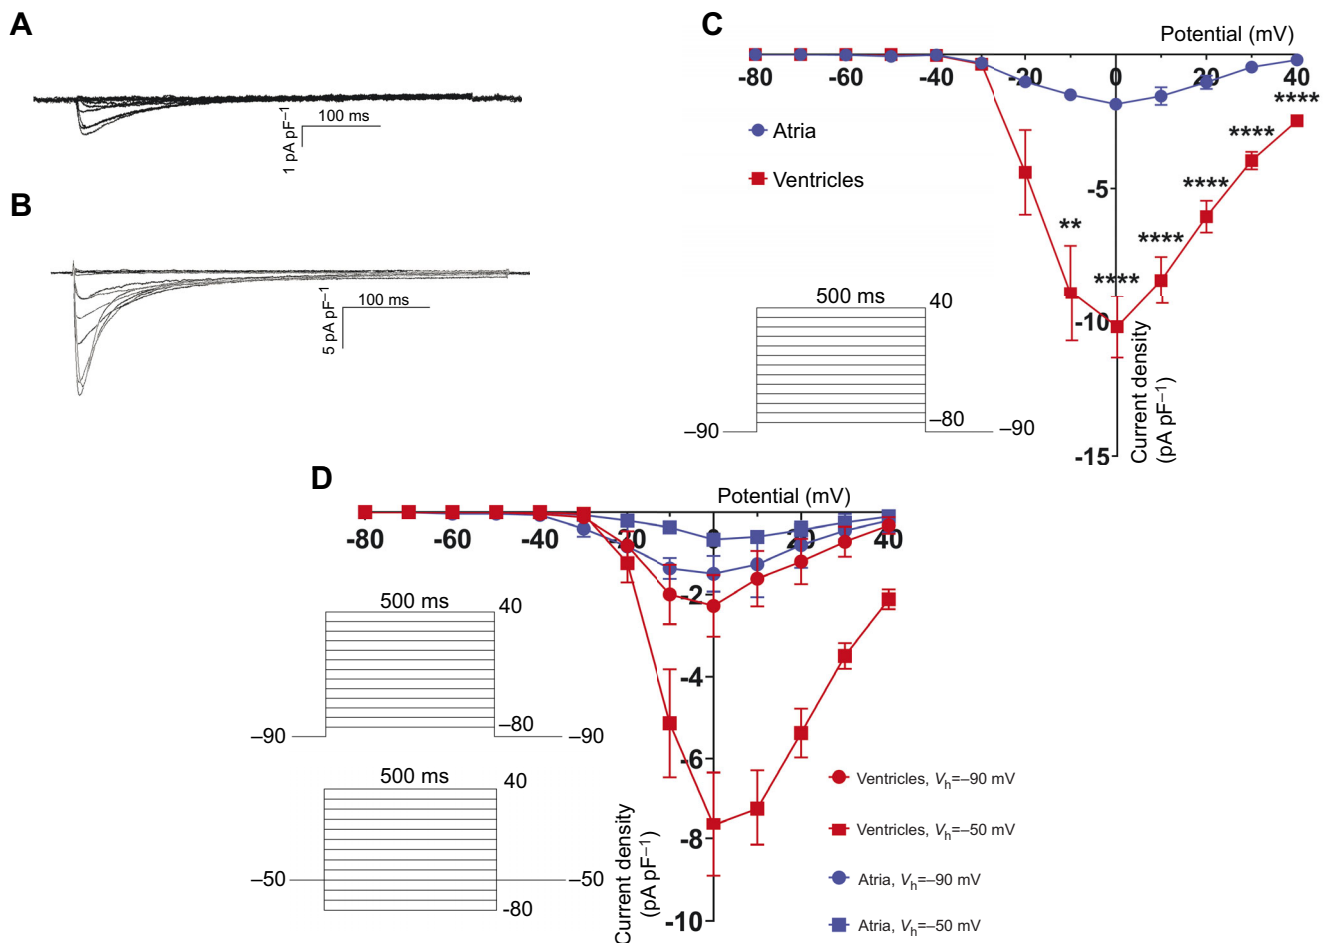 A
100 ms
1 pA pF⁻¹
B
100 ms
5 pA pF⁻¹
C
Potential (mV)
-80 -60 -40 -20 0 20 40
Atria
Ventricles
-5
-10
-15
**
****
****
****
****
****
Current density
(pA pF⁻¹)
500 ms
40
–80
–90
–90
D
Potential (mV)
-80 -60 -40 -20 0 20 40
-2
-4
-6
-8
-10
Current density
(pA pF⁻¹)
500 ms
40
–80
–90
–90
500 ms
40
–50
–50
-80
Ventricles, Vh=–90 mV
Ventricles, Vh=–50 mV
Atria, Vh=–90 mV
Atria, Vh=–50 mV